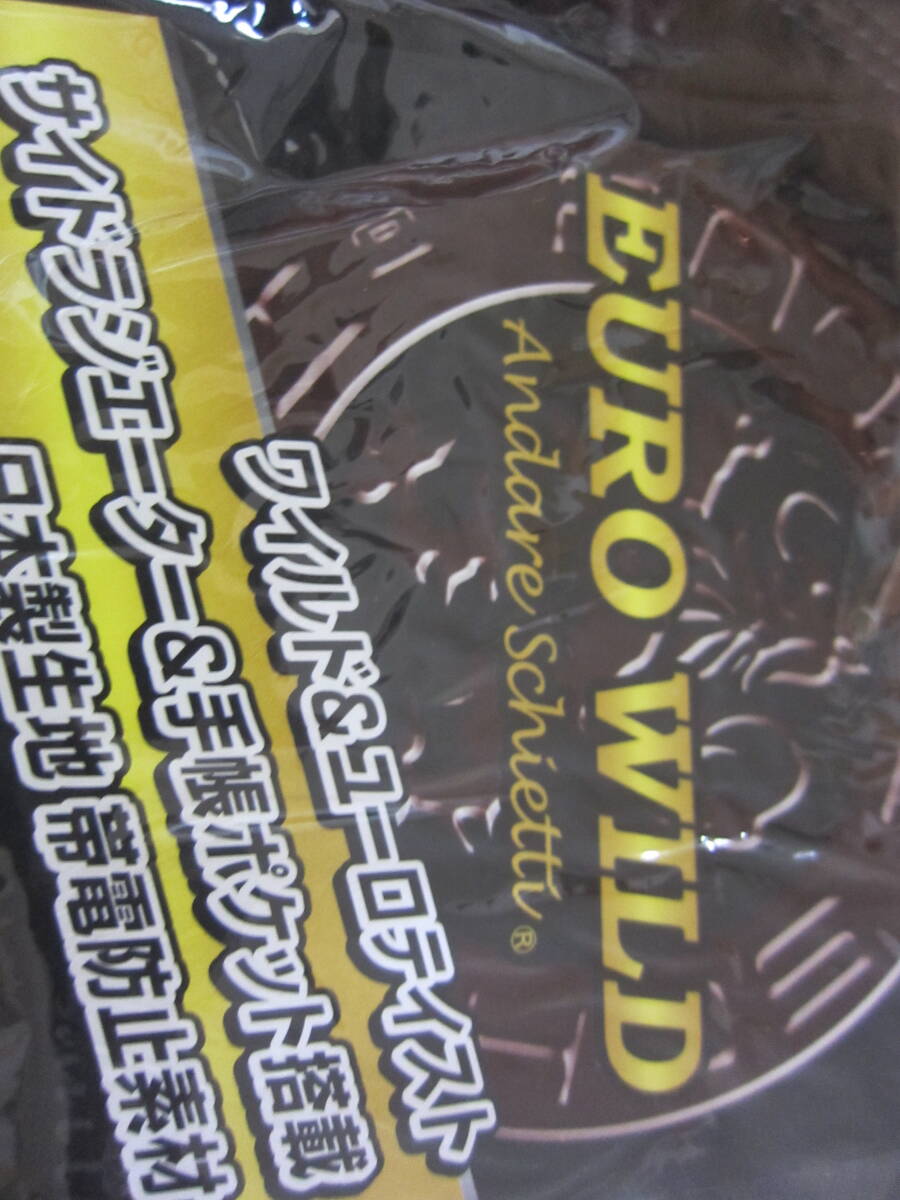 EURO WILD
Andare Schietti®
ワイルド&ユーロテイスト
サイドラジエーター&手帳ポケット搭載
日本製生地 帯電防止素材